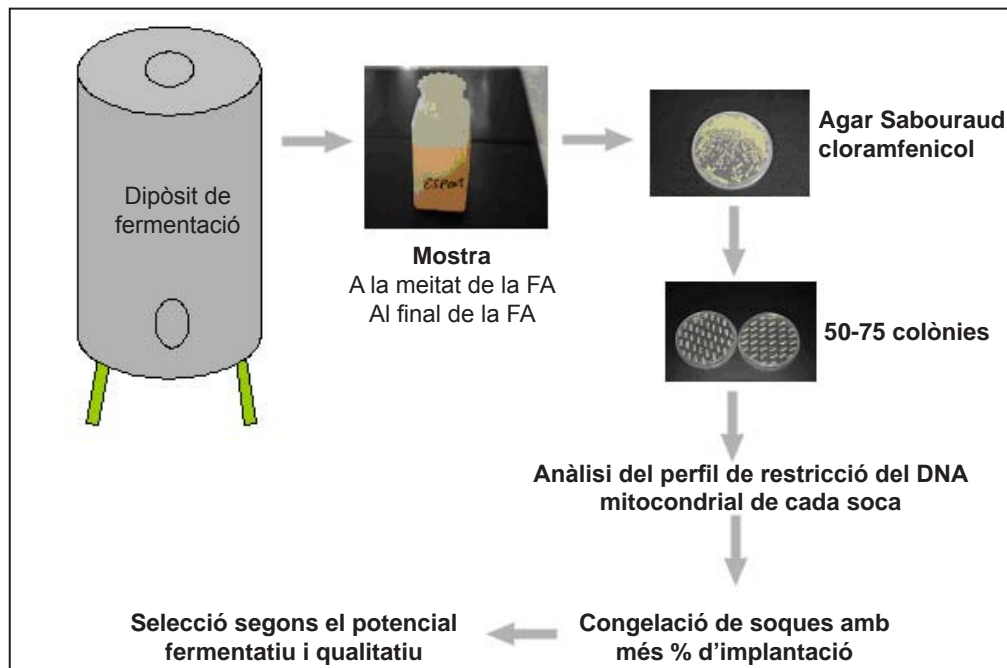 Dipòsit de
fermentació
Mostra
A la meitat de la FA
Al final de la FA
Agar Sabouraud
cloramfenicol
50-75 colònies
Anàlisi del perfil de restricció del DNA
mitocondrial de cada soca
Congelació de soques amb
més % d'implantació
Selecció segons el potencial
fermentatiu i qualitatiu